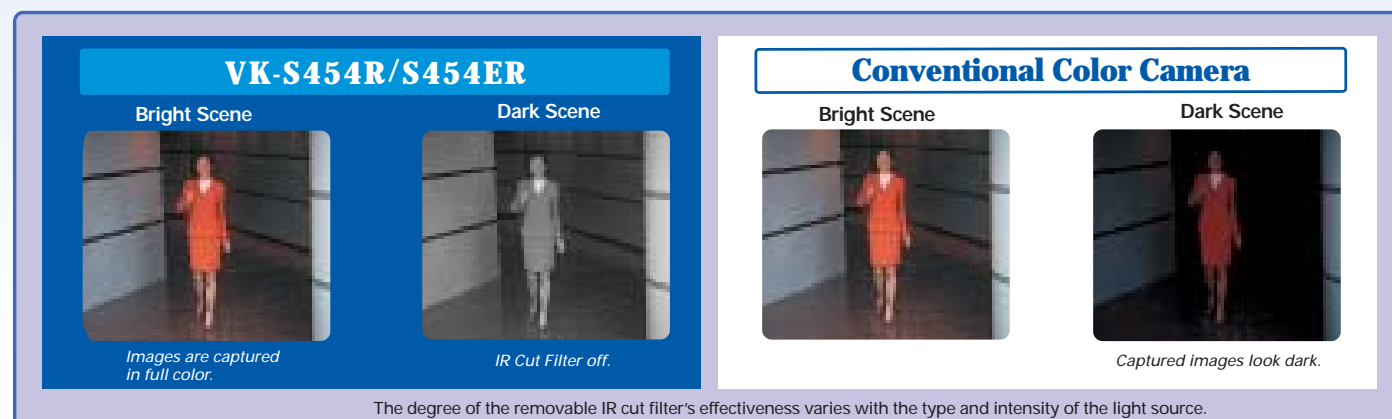 VK-S454R/S454ER
Bright Scene
Dark Scene
Images are captured
in full color.
IR Cut Filter off.
Conventional Color Camera
Bright Scene
Dark Scene
Captured images look dark.
The degree of the removable IR cut filter's effectiveness varies with the type and intensity of the light source.